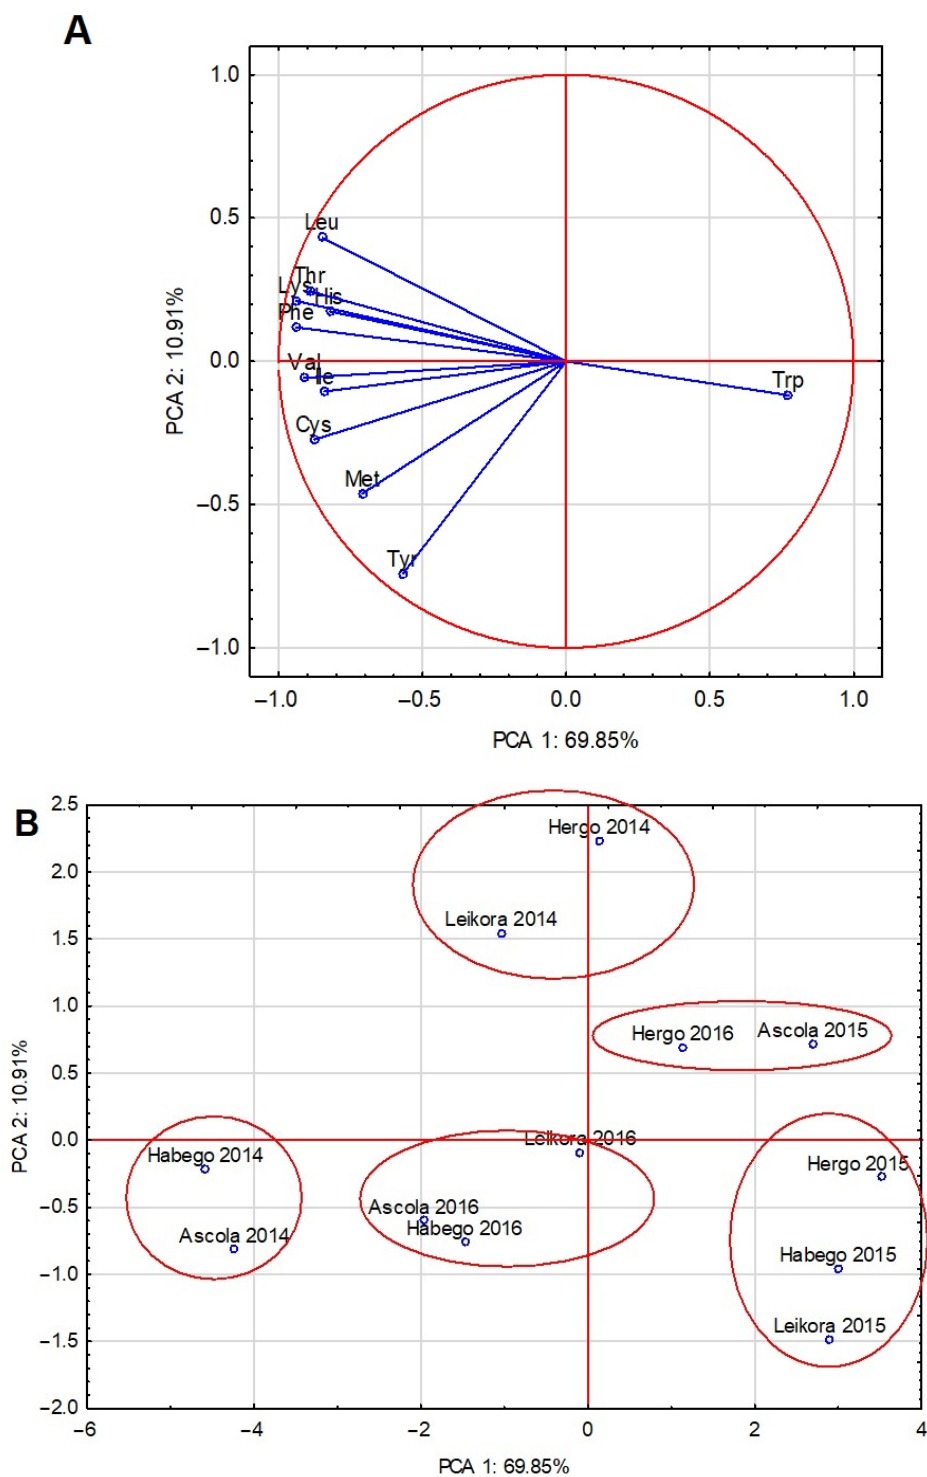 A
1.0
0.5
0.0
−0.5
−1.0
PCA 2: 10.91%
Leu
Thr
Lys
His
Phe
Val
Ile
Cys
Met
Tyr
Trp
−1.0 −0.5 0.0 0.5 1.0
PCA 1: 69.85%
B
2.5
2.0
1.5
1.0
0.5
0.0
−0.5
−1.0
−1.5
−2.0
PCA 2: 10.91%
Hergo 2014
Leikora 2014
Hergo 2016
Ascola 2015
Leikora 2016
Habego 2014
Hergo 2015
Ascola 2016
Habego 2016
Ascola 2014
Habego 2015
Leikora 2015
−6 −4 −2 0 2 4
PCA 1: 69.85%